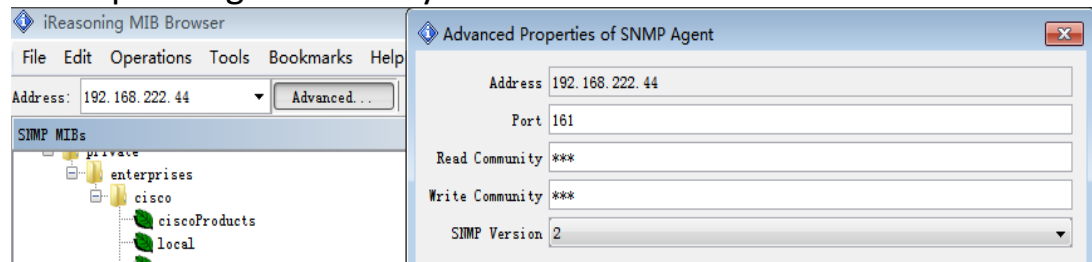 iReasoning MIB Browser
File Edit Operations Tools Bookmarks Help
Address: 192.168.222.44 Advanced...
SNMP MIBs
private
enterprises
cisco
ciscoProducts
local
Advanced Properties of SNMP Agent
Address 192.168.222.44
Port 161
Read Community ***
Write Community ***
SNMP Version 2